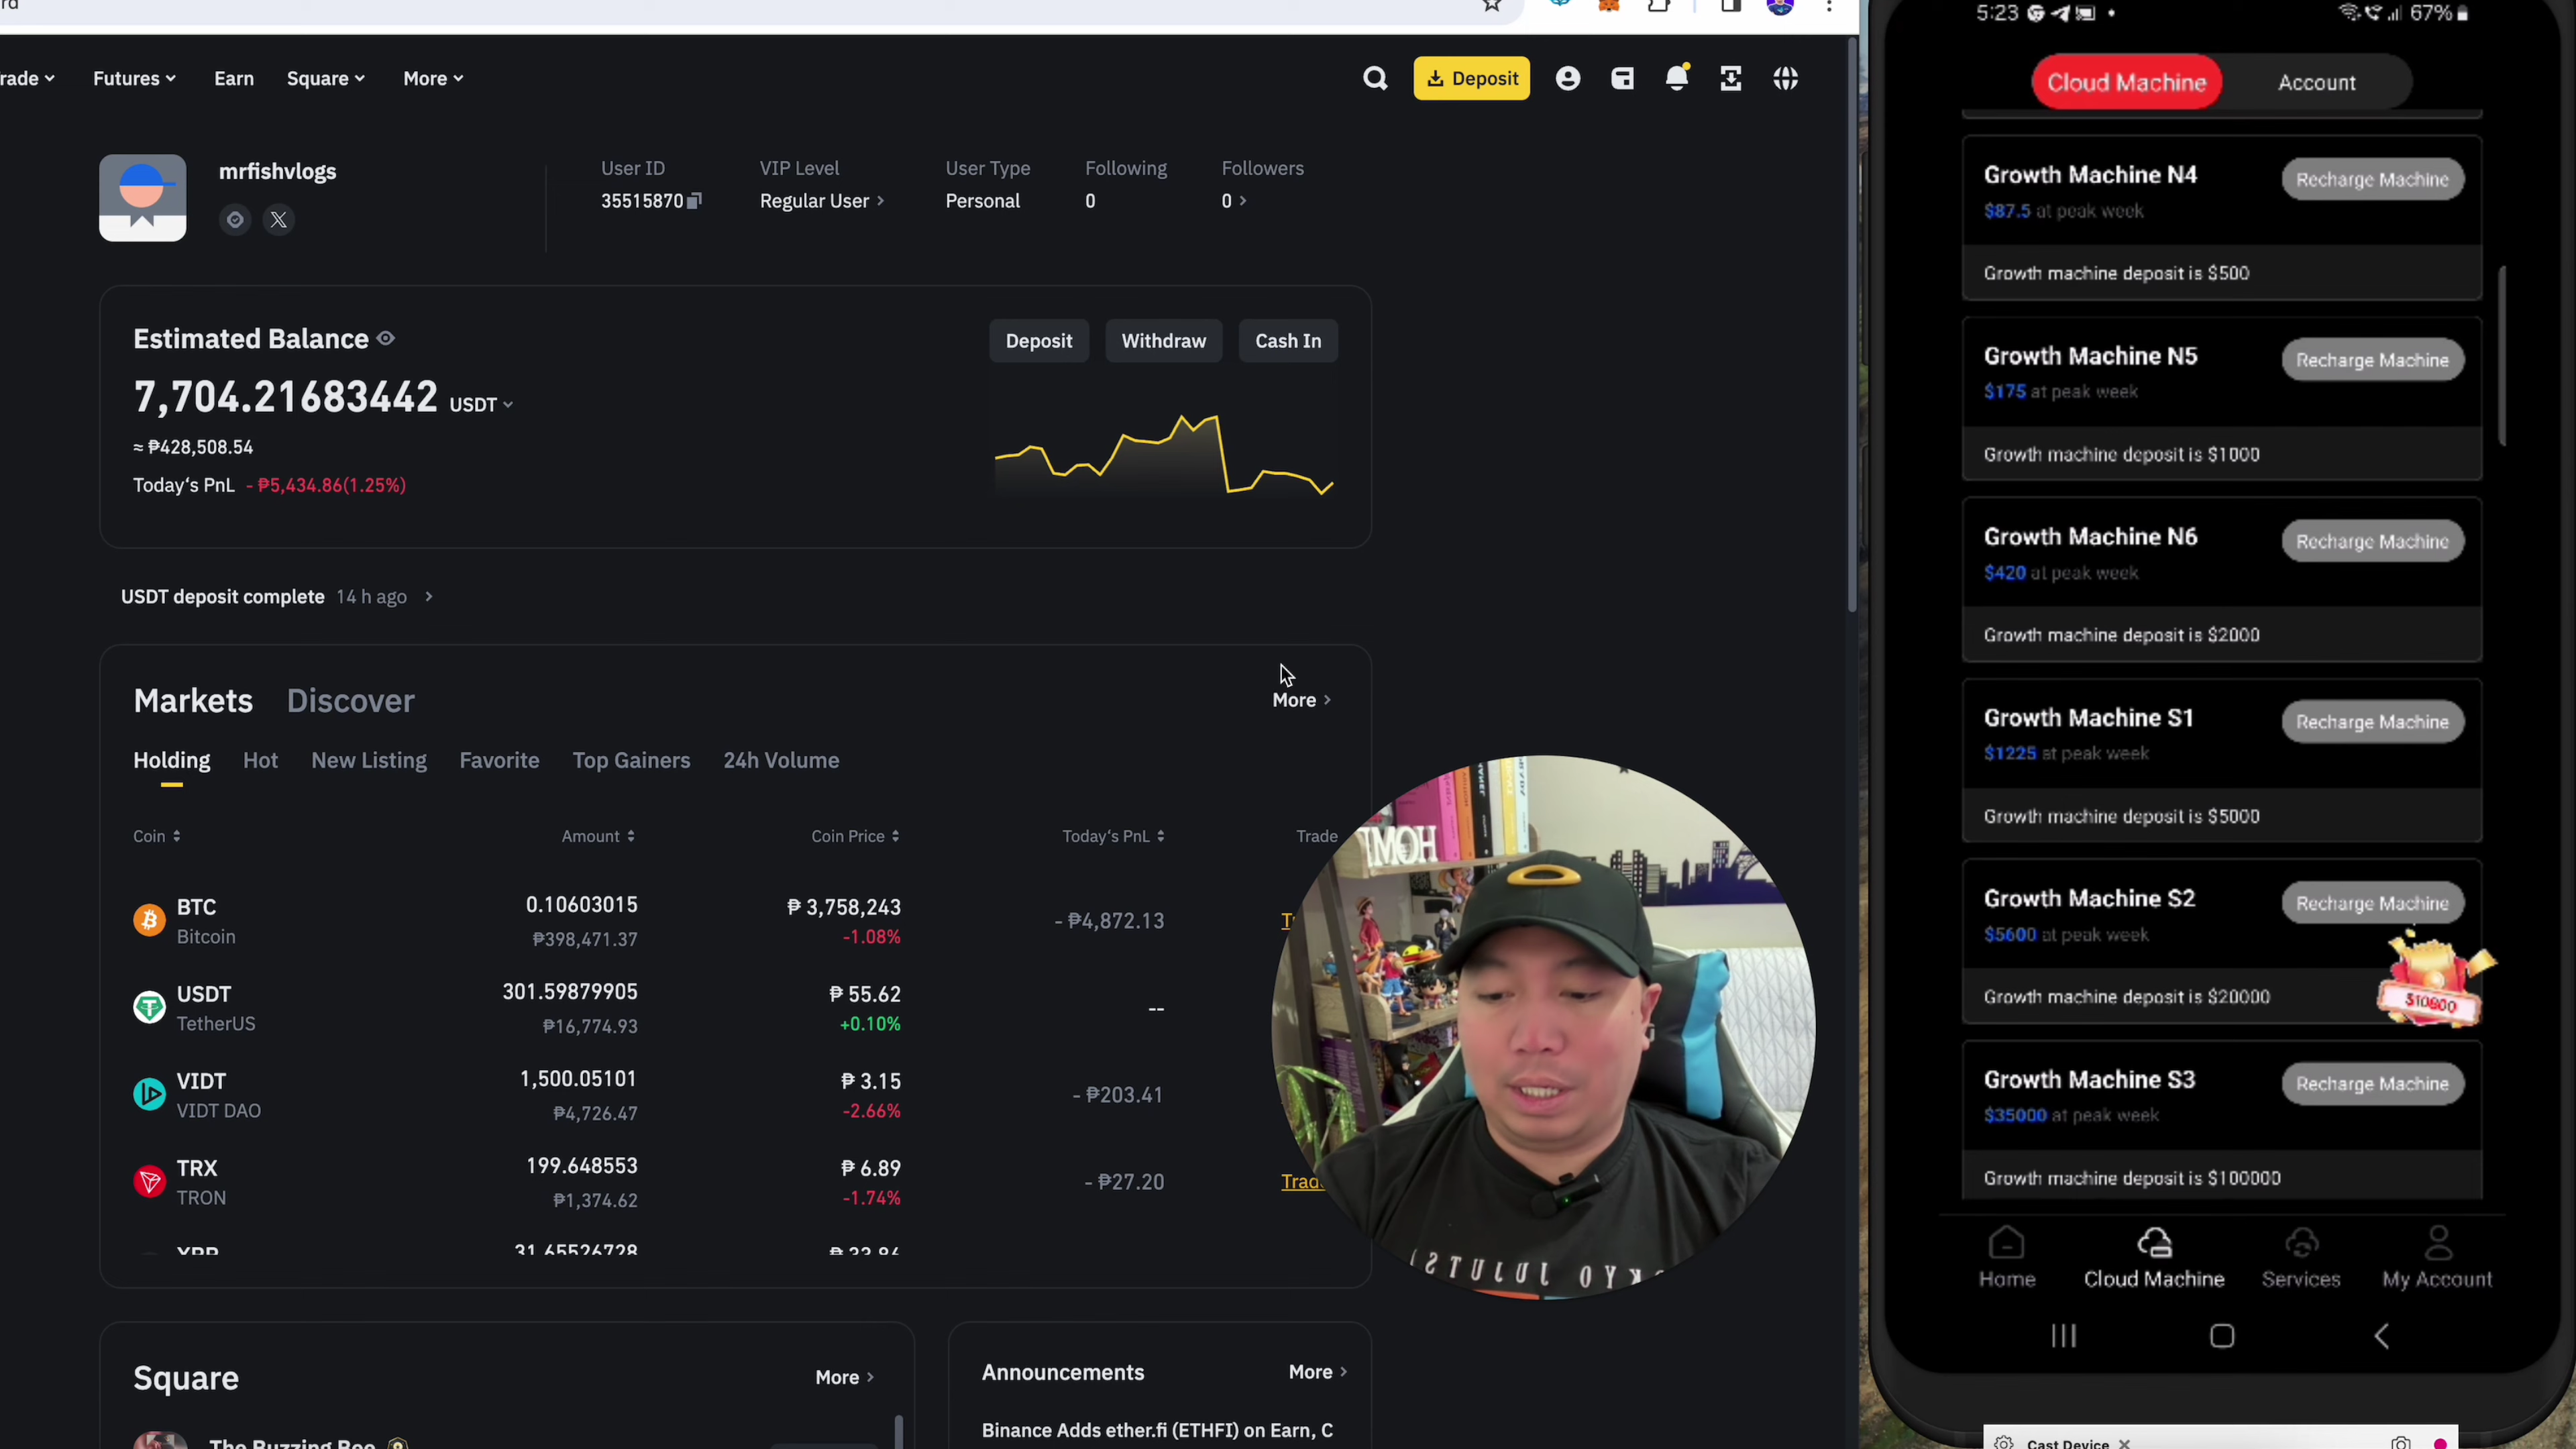 Futures
Earn
Square
More
Deposit
mrfishvlogs
User ID
35515870
VIP Level
Regular User
User Type
Personal
Following
0
Followers
0
Estimated Balance
7,704.21683442 USDT
≈ ₱428,508.54
Today's PnL - ₱5,434.86(1.25%)
Deposit
Withdraw
Cash In
USDT deposit complete 14 h ago
Markets Discover
More
Holding Hot New Listing Favorite Top Gainers 24h Volume
Coin Amount Coin Price Today's PnL Trade
BTC 0.10603015 ₱ 3,758,243
Bitcoin ₱398,471.37 -1.08%
- ₱4,872.13
USDT 301.59879905 ₱ 55.62
TetherUS ₱16,774.93 +0.10%
--
VIDT 1,500.05101 ₱ 3.15
VIDT DAO ₱4,726.47 -2.66%
- ₱203.41
TRX 199.648553 ₱ 6.89
TRON ₱1,374.62 -1.74%
- ₱27.20
XRP 31.65526728
Square
More
The Buzzing Bee
Announcements
More
Binance Adds ether.fi (ETHFI) on Earn, C
5:23
67%
Cloud Machine
Account
Growth Machine N4
Recharge Machine
$87.5 at peak week
Growth machine deposit is $500
Growth Machine N5
Recharge Machine
$175 at peak week
Growth machine deposit is $1000
Growth Machine N6
Recharge Machine
$420 at peak week
Growth machine deposit is $2000
Growth Machine S1
Recharge Machine
$1225 at peak week
Growth machine deposit is $5000
Growth Machine S2
Recharge Machine
$5600 at peak week
Growth machine deposit is $20000
Growth Machine S3
Recharge Machine
$35000 at peak week
Growth machine deposit is $100000
Home
Cloud Machine
Services
My Account
Cast Device